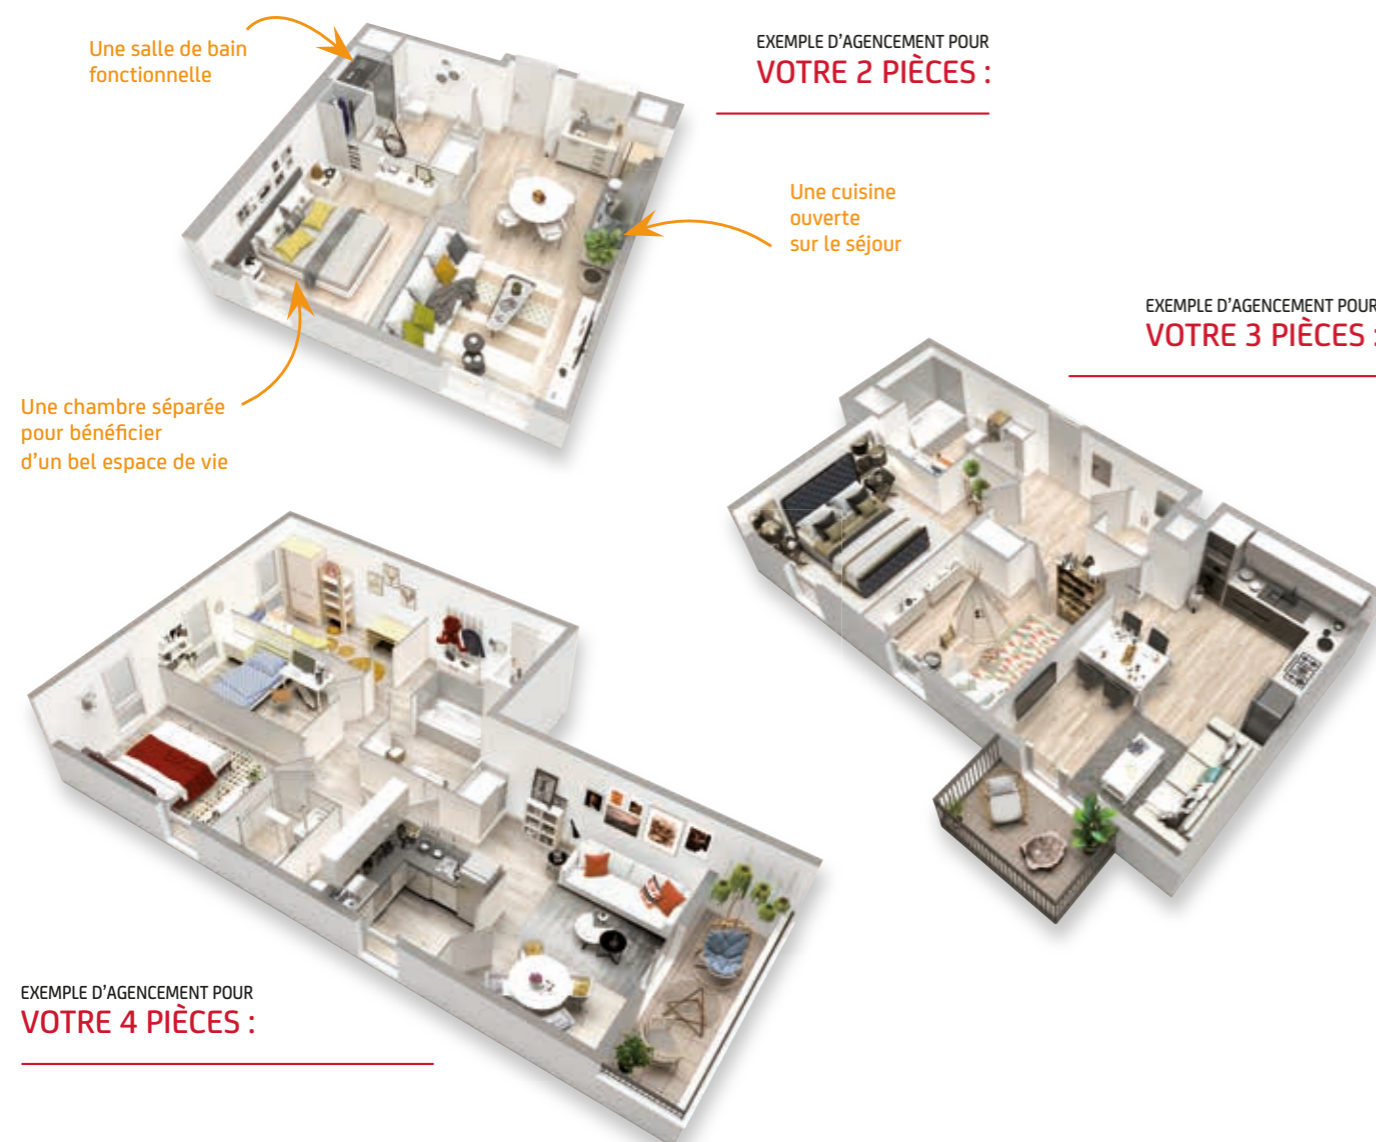 Une salle de bain
fonctionnelle
EXEMPLE D'AGENCEMENT POUR
VOTRE 2 PIÈCES :
Une cuisine
ouverte
sur le séjour
Une chambre séparée
pour bénéficier
d'un bel espace de vie
EXEMPLE D'AGENCEMENT POUR
VOTRE 3 PIÈCES :
EXEMPLE D'AGENCEMENT POUR
VOTRE 4 PIÈCES :